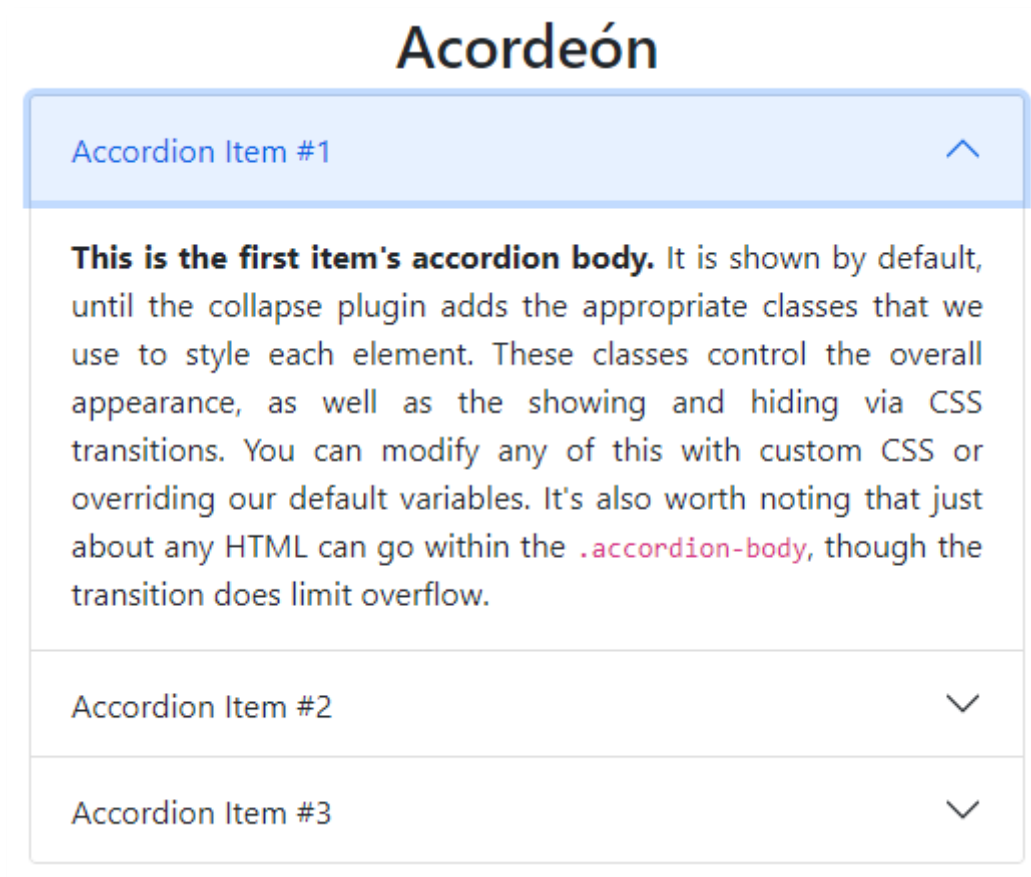 Acordeón
Accordion Item #1
This is the first item's accordion body. It is shown by default,
until the collapse plugin adds the appropriate classes that we
use to style each element. These classes control the overall
appearance, as well as the showing and hiding via CSS
transitions. You can modify any of this with custom CSS or
overriding our default variables. It's also worth noting that just
about any HTML can go within the .accordion-body, though the
transition does limit overflow.
Accordion Item #2
Accordion Item #3